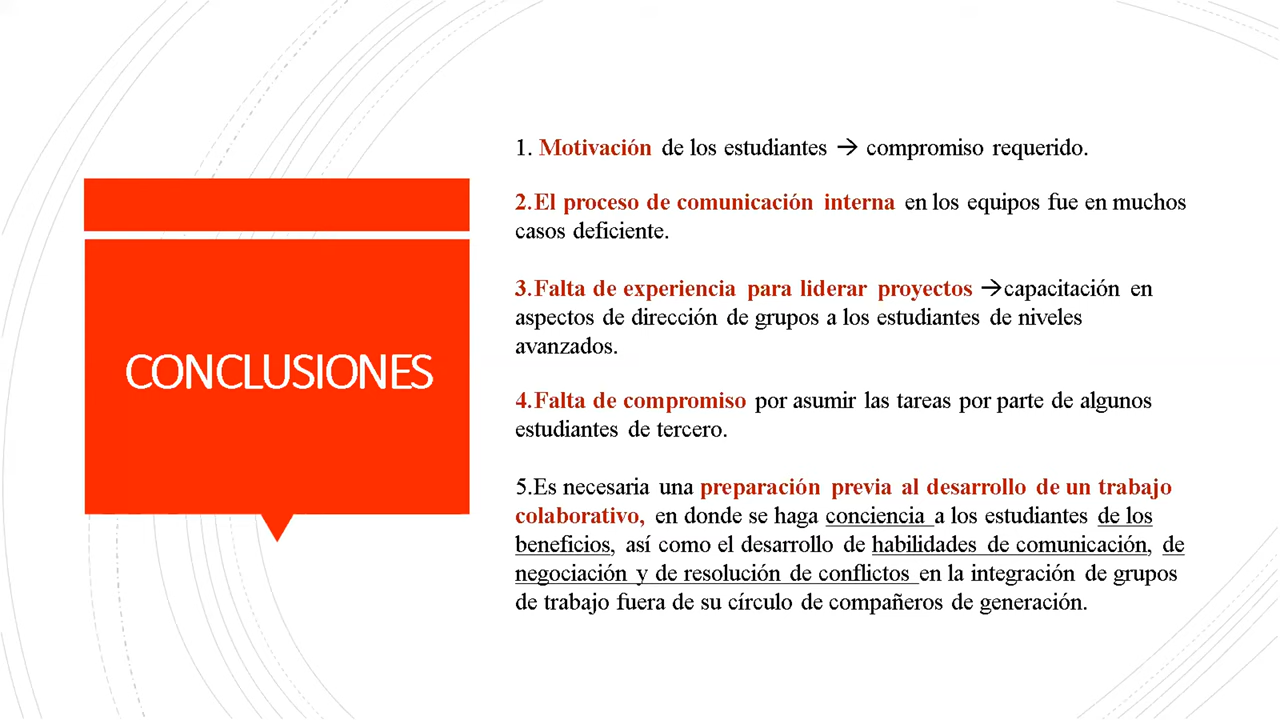 CONCLUSIONES
1. Motivación de los estudiantes → compromiso requerido.
2.El proceso de comunicación interna en los equipos fue en muchos
casos deficiente.
3.Falta de experiencia para liderar proyectos →capacitación en
aspectos de dirección de grupos a los estudiantes de niveles
avanzados.
4.Falta de compromiso por asumir las tareas por parte de algunos
estudiantes de tercero.
5.Es necesaria una preparación previa al desarrollo de un trabajo
colaborativo, en donde se haga conciencia a los estudiantes de los
beneficios, así como el desarrollo de habilidades de comunicación, de
negociación y de resolución de conflictos en la integración de grupos
de trabajo fuera de su círculo de compañeros de generación.